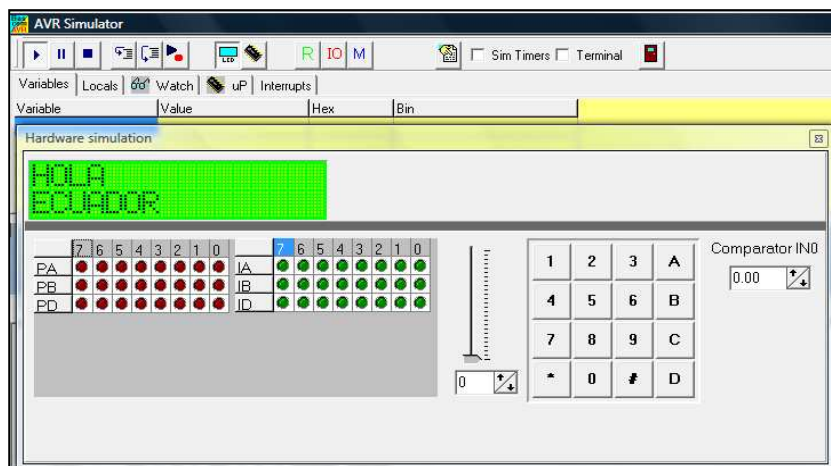 AVR Simulator
LCD R IO M Sim Timers Terminal
Variables Locals Watch uP Interrupts
Variable Value Hex Bin
Hardware simulation
HOLA
ECUADOR
7 6 5 4 3 2 1 0 7 6 5 4 3 2 1 0
PA IA
PB IB
PD ID
0
1 2 3 A
4 5 6 B
7 8 9 C
* 0 # D
Comparator IN0
0.00